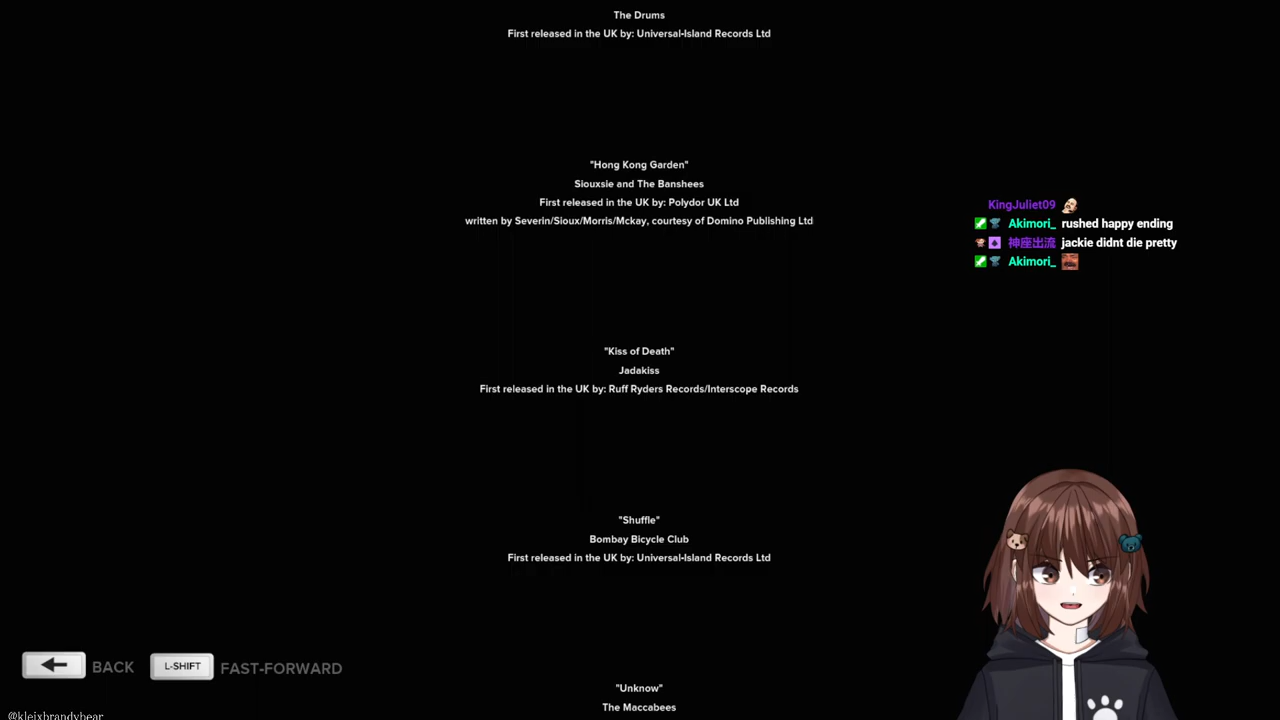 The Drums
First released in the UK by: Universal-Island Records Ltd
"Hong Kong Garden"
Siouxsie and The Banshees
First released in the UK by: Polydor UK Ltd
written by Severin/Sioux/Morris/Mckay, courtesy of Domino Publishing Ltd
KingJuliet09
Akimori_ rushed happy ending
神座出流 jackie didnt die pretty
Akimori_
"Kiss of Death"
Jadakiss
First released in the UK by: Ruff Ryders Records/Interscope Records
"Shuffle"
Bombay Bicycle Club
First released in the UK by: Universal-Island Records Ltd
BACK L-SHIFT FAST-FORWARD
"Unknow"
The Maccabees
@kleixbrandybear